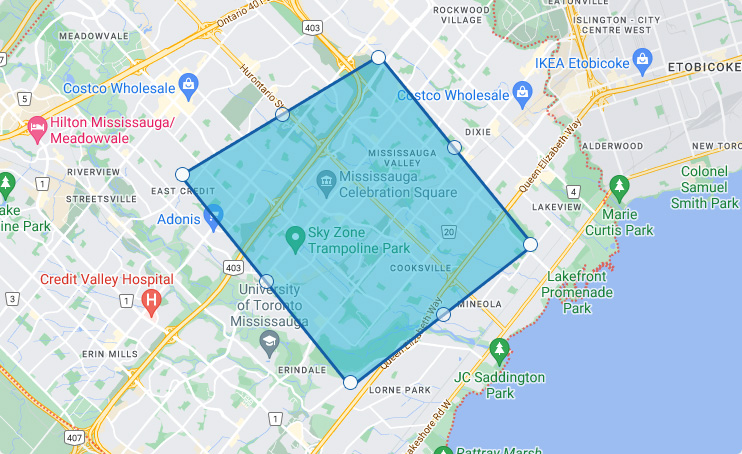 EATONVILLE
ROCKWOOD
VILLAGE
Ontario 401
403
ISLINGTON - CITY
CENTRE WEST
MEADOWVALE
IKEA Etobicoke
ETOBICOKE
Hurontario St
Costco Wholesale
Costco Wholesale
5
Hilton Mississauga/
Meadowvale
DIXIE
Queen Elizabeth Way
ALDERWOOD
NEW TORO
MISSISSAUGA
VALLEY
RIVERVIEW
1
EAST CREDIT
STREETSVILLE
Mississauga
Celebration Square
4
Colonel
Samuel
Smith Park
ake
ine Park
Adonis
LAKEVIEW
Marie
Curtis Park
Sky Zone
Trampoline Park
20
403
COOKSVILLE
Credit Valley Hospital
Lakefront
Promenade
Park
3
1
University
of Toronto
Mississauga
MINEOLA
Queen Elizabeth Way
ERIN MILLS
ERINDALE
JC Saddington
Park
LORNE PARK
1
Lakeshore Rd W
407
Rattray Marsh